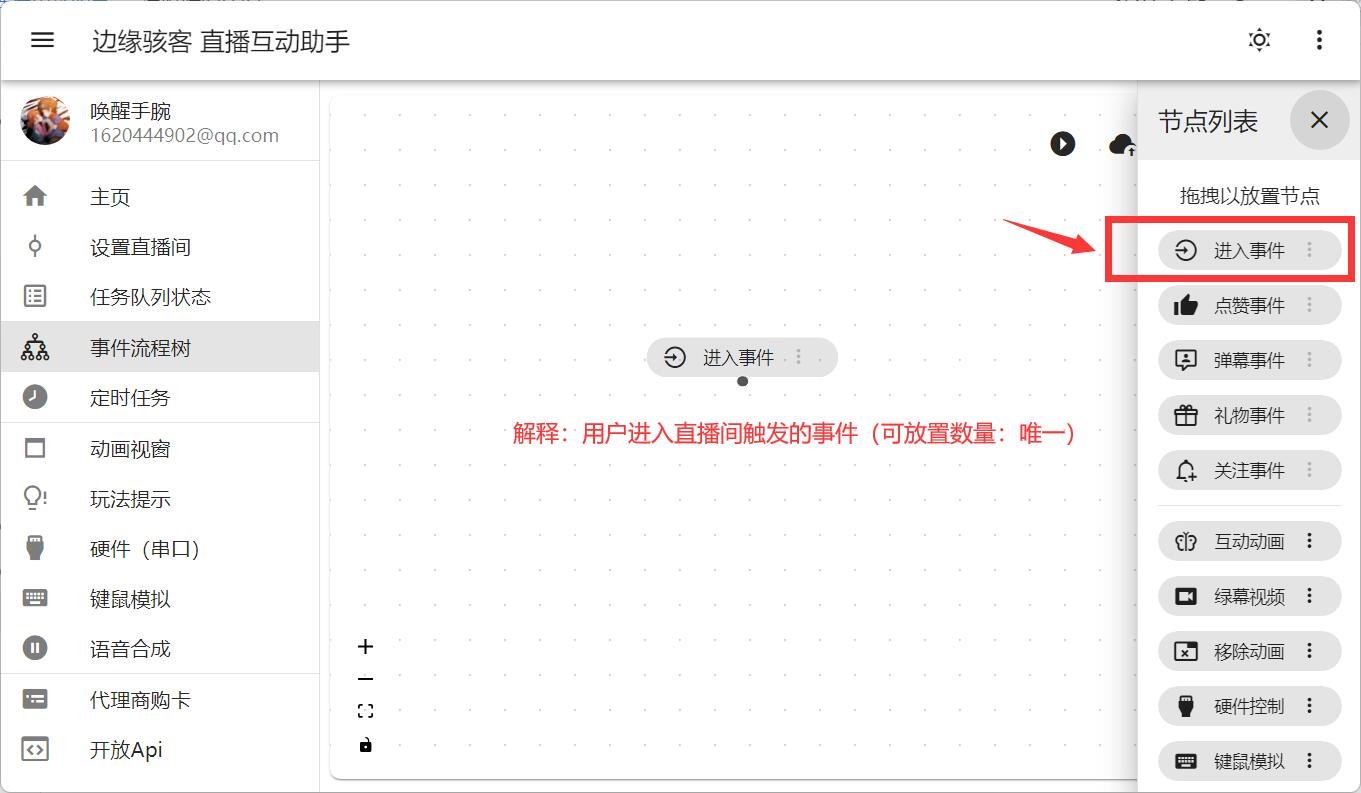 边缘骇客 直播互动助手
唤醒手腕
1620444902@qq.com
主页
设置直播间
任务队列状态
事件流程树
定时任务
动画视窗
玩法提示
硬件（串口）
键鼠模拟
语音合成
代理商购卡
开放Api
进入事件
解释：用户进入直播间触发的事件（可放置数量：唯一）
节点列表
拖拽以放置节点
进入事件
点赞事件
弹幕事件
礼物事件
关注事件
互动动画
绿幕视频
移除动画
硬件控制
键鼠模拟